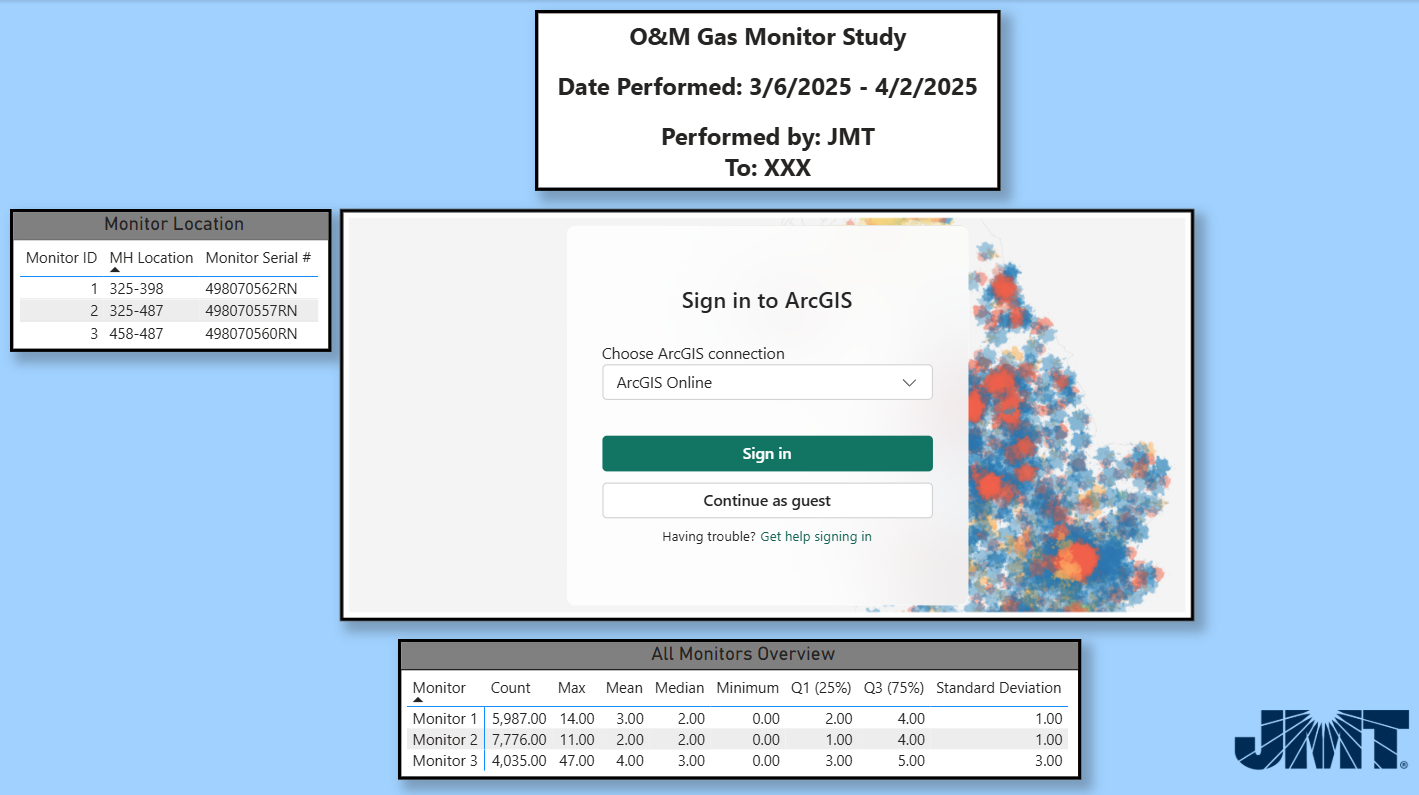 O&M Gas Monitor Study
Date Performed: 3/6/2025 - 4/2/2025
Performed by: JMT
To: XXX
Monitor Location
Monitor ID MH Location Monitor Serial #
1 325-398 498070562RN
2 325-487 498070557RN
3 458-487 498070560RN
Sign in to ArcGIS
Choose ArcGIS connection
ArcGIS Online
Sign in
Continue as guest
Having trouble? Get help signing in
All Monitors Overview
Monitor Count Max Mean Median Minimum Q1 (25%) Q3 (75%) Standard Deviation
Monitor 1 5,987.00 14.00 3.00 2.00 0.00 2.00 4.00 1.00
Monitor 2 7,776.00 11.00 2.00 2.00 0.00 1.00 4.00 1.00
Monitor 3 4,035.00 47.00 4.00 3.00 0.00 3.00 5.00 3.00
JMT®